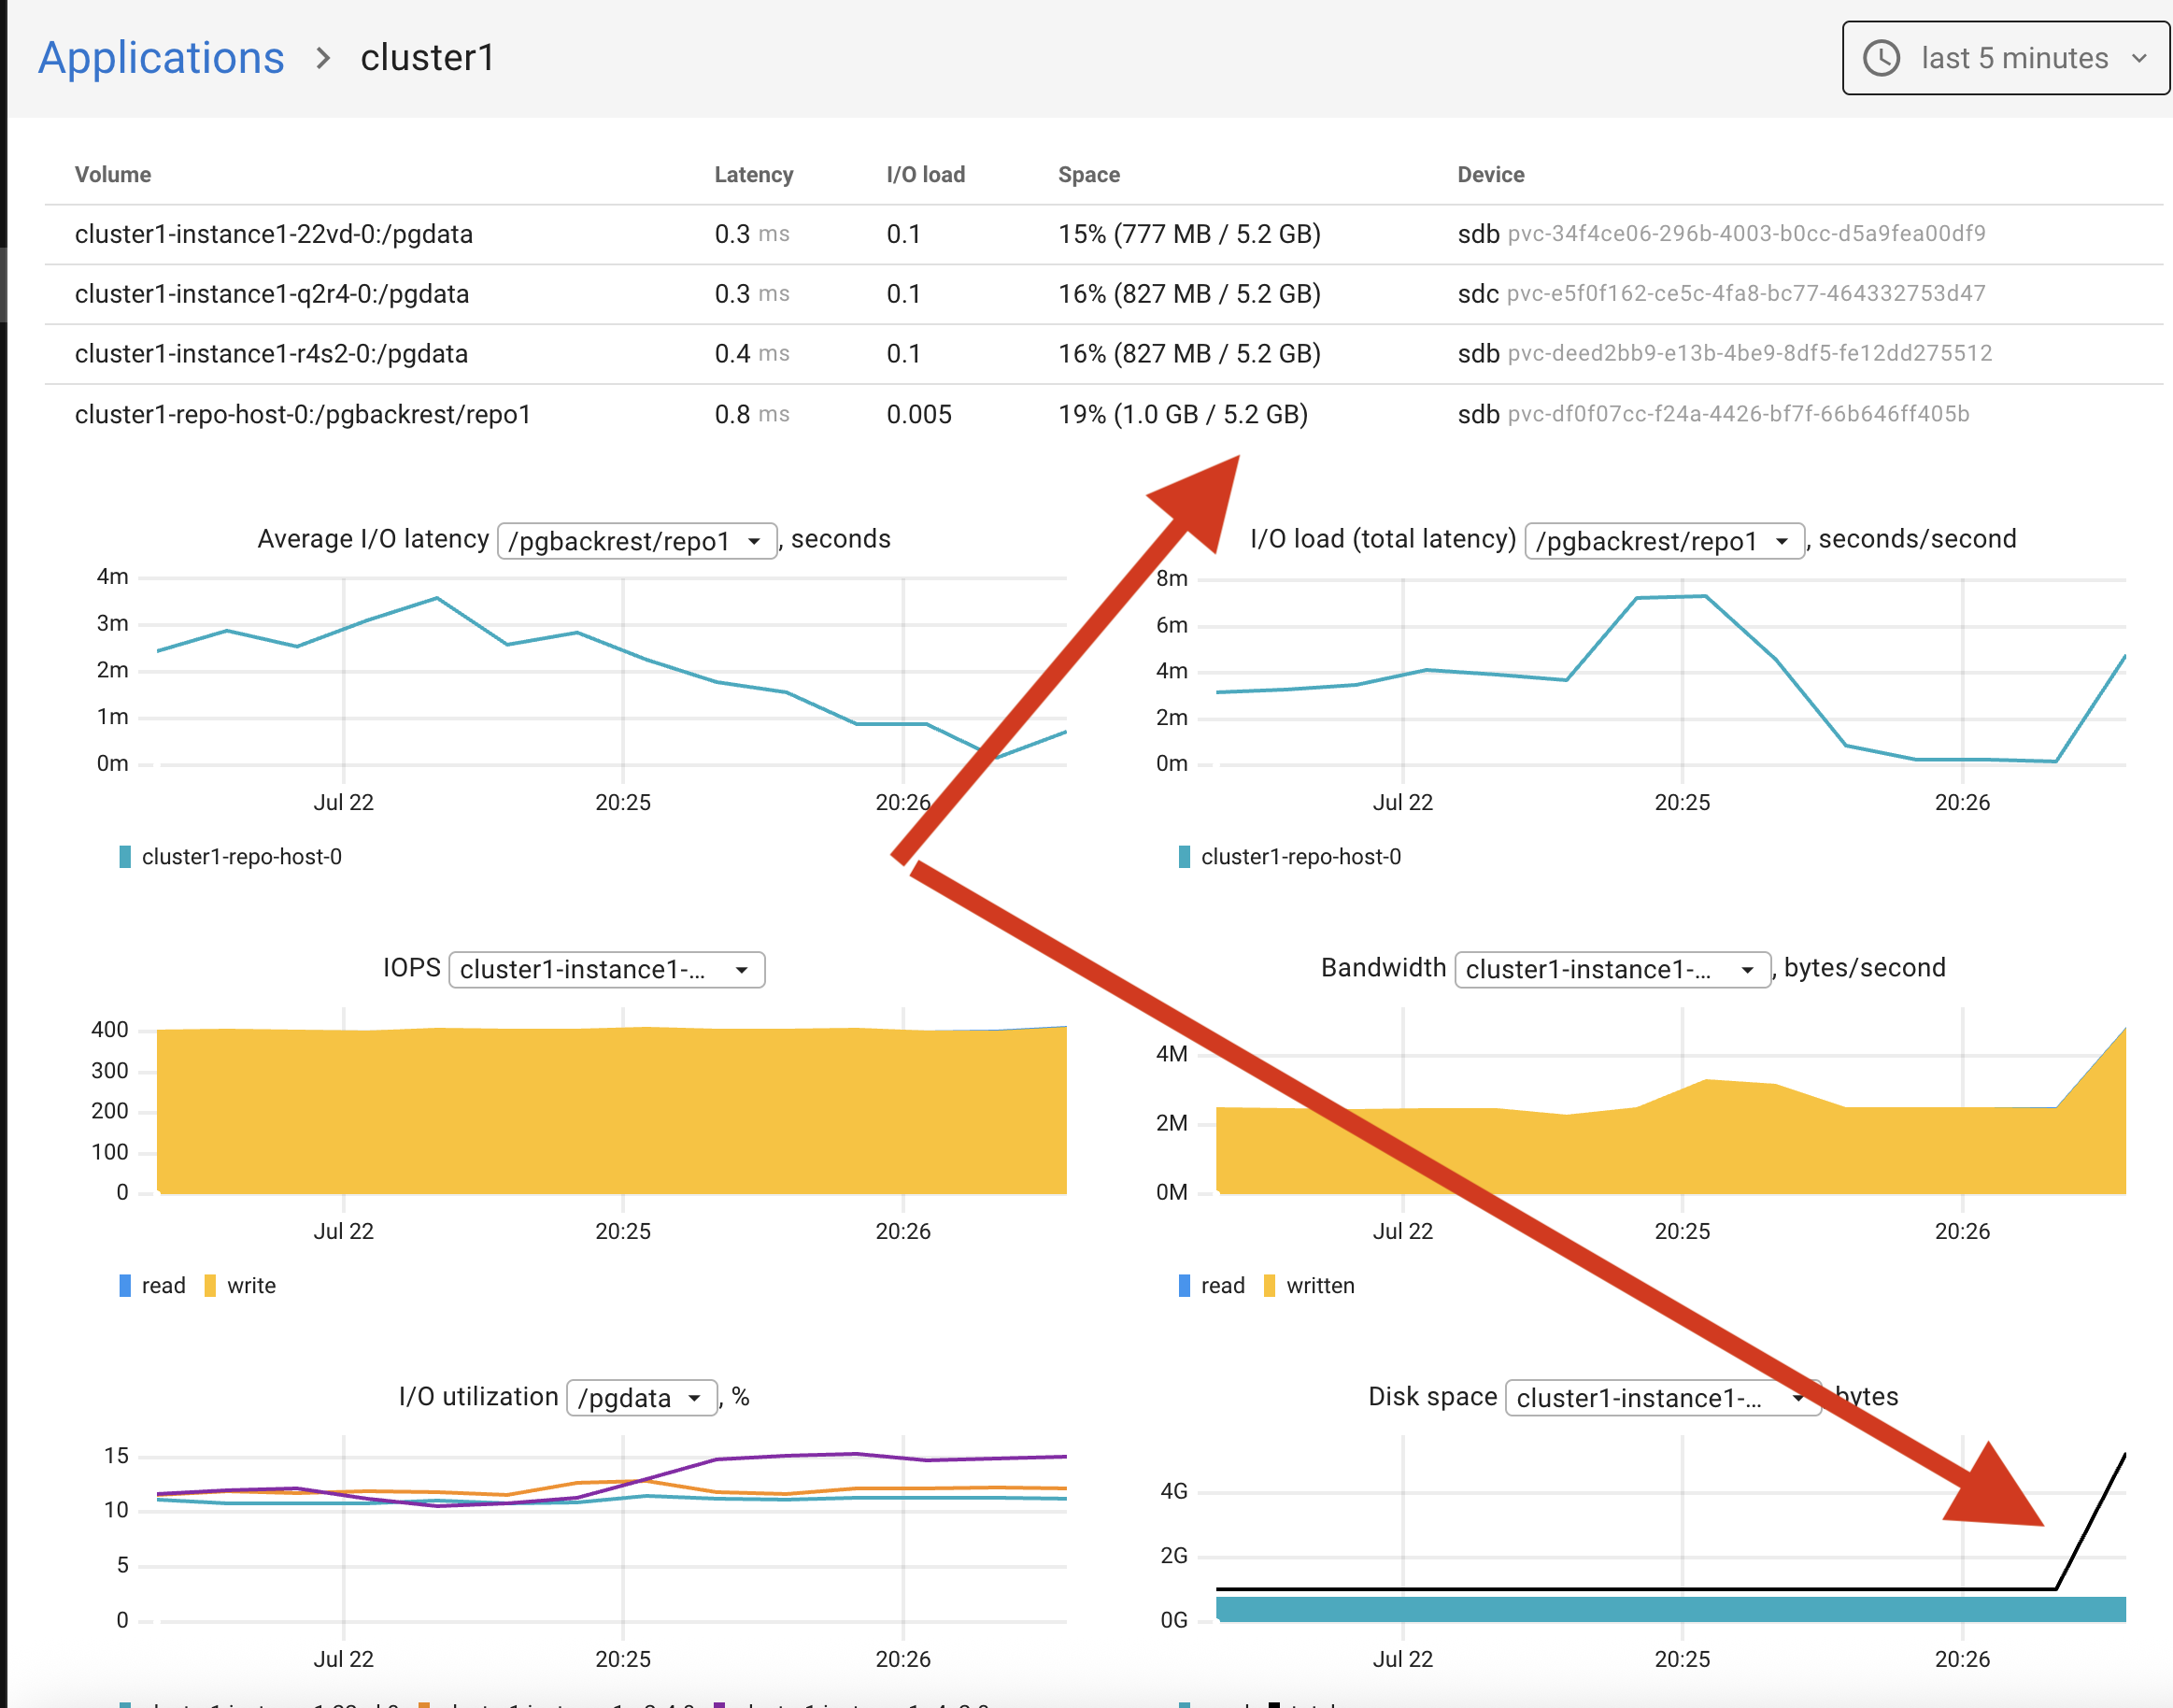 Applications > cluster1
last 5 minutes
Volume Latency I/O load Space Device
cluster1-instance1-22vd-0:/pgdata 0.3 ms 0.1 15% (777 MB / 5.2 GB) sdb pvc-34f4ce06-296b-4003-b0cc-d5a9fea00df9
cluster1-instance1-q2r4-0:/pgdata 0.3 ms 0.1 16% (827 MB / 5.2 GB) sdc pvc-e5f0f162-ce5c-4fa8-bc77-464332753d47
cluster1-instance1-r4s2-0:/pgdata 0.4 ms 0.1 16% (827 MB / 5.2 GB) sdb pvc-deed2bb9-e13b-4be9-8df5-fe12dd275512
cluster1-repo-host-0:/pgbackrest/repo1 0.8 ms 0.005 19% (1.0 GB / 5.2 GB) sdb pvc-df0f07cc-f24a-4426-bf7f-66b646ff405b
Average I/O latency /pgbackrest/repo1 , seconds
4m
3m
2m
1m
0m
Jul 22 20:25 20:26
cluster1-repo-host-0
I/O load (total latency) /pgbackrest/repo1 , seconds/second
8m
6m
4m
2m
0m
Jul 22 20:25 20:26
cluster1-repo-host-0
IOPS cluster1-instance1-...
400
300
200
100
0
Jul 22 20:25 20:26
read write
Bandwidth cluster1-instance1-... , bytes/second
4M
2M
0M
Jul 22 20:25 20:26
read written
I/O utilization /pgdata , %
15
10
5
0
Jul 22 20:25 20:26
Disk space cluster1-instance1-... bytes
4G
2G
0G
Jul 22 20:25 20:26